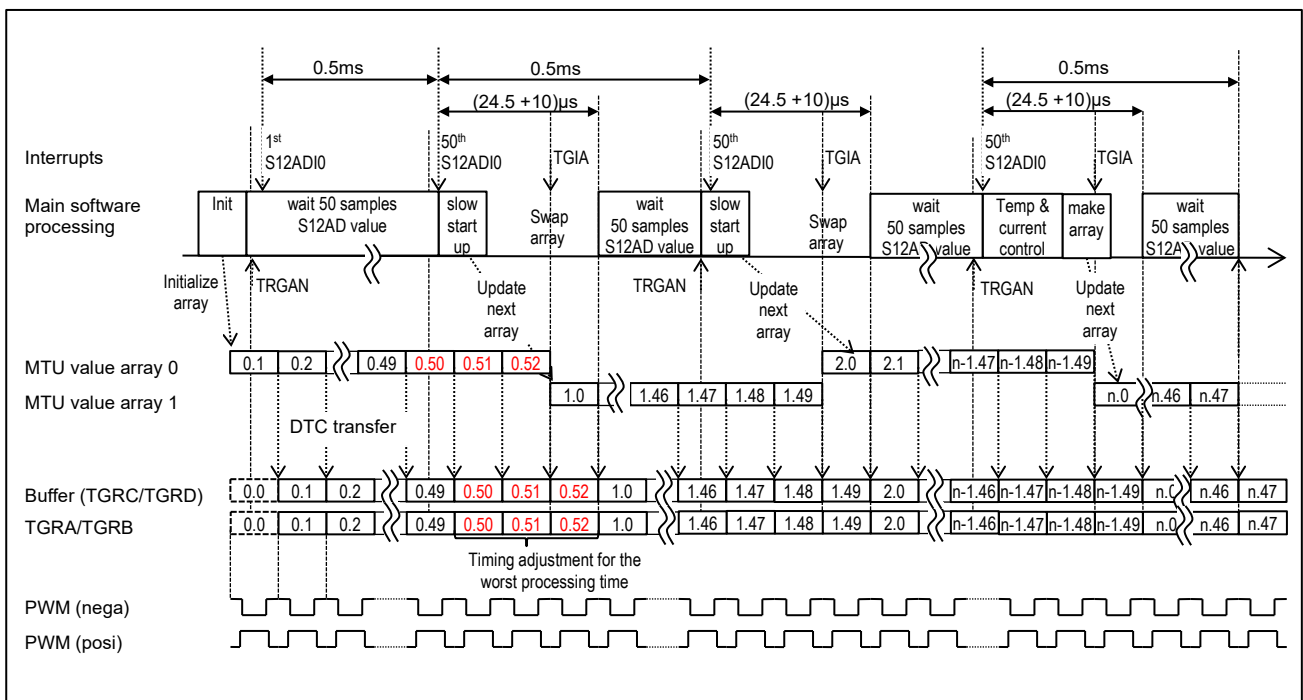 0.5ms 0.5ms 0.5ms
(24.5 +10)µs (24.5 +10)µs (24.5 +10)µs
1st 50th 50th 50th
Interrupts S12ADI0 S12ADI0 TGIA S12ADI0 TGIA S12ADI0 TGIA
Main software
processing
Init
wait 50 samples
S12AD value
slow
start
up
Swap
array
wait
50 samples
S12AD value
slow
start
up
Swap
array
wait
50 samples
S12AD value
Temp &
current
control
make
array
wait
50 samples
S12AD value
Initialize
array
TRGAN
Update
next
array
TRGAN
Update
next
array
TRGAN
Update
next
array
MTU value array 0 0.1 0.2 0.49 0.50 0.51 0.52 2.0 2.1 n-1.47 n-1.48 n-1.49
MTU value array 1 1.0 1.46 1.47 1.48 1.49 n.0 n.46 n.47
DTC transfer
Buffer (TGRC/TGRD) 0.0 0.1 0.2 0.49 0.50 0.51 0.52 1.0 1.46 1.47 1.48 1.49 2.0 n-1.46 n-1.47 n-1.48 n-1.49 n.0 n.46 n.47
TGRA/TGRB 0.0 0.1 0.2 0.49 0.50 0.51 0.52 1.0 1.46 1.47 1.48 1.49 2.0 n-1.46 n-1.47 n-1.48 n-1.49 n.0 n.46 n.47
Timing adjustment for the
worst processing time
PWM (nega)
PWM (posi)